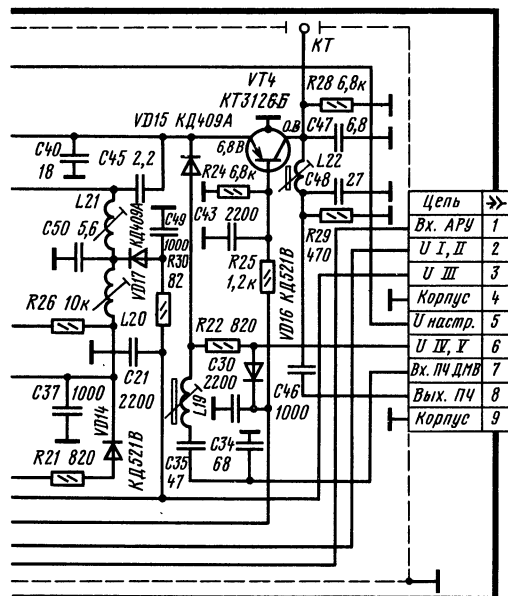 КТ
VT4
КТ3126-Б
R28 6,8к
VD15 КД409А
6,8 В
0.В
C47 6,8
C40
18
C45 2,2
R24 6,8к
L22
C48 27
L21
C50 5,6
КД409А
VD17
C49
1000
C43 2200
R30
82
R25
1,2к
R29
470
VD16 КД521В
R26 10к
L20
C21
2200
R22 820
C30
2200
C46
1000
C37 1000
VD14
КД521В
L19
R21 820
C35
47
C34
68
Цепь
Вх. АРУ 1
U I, II 2
U III 3
Корпус 4
U настр. 5
U IV, V 6
Вх. ПЧ ДМВ 7
Вых. ПЧ 8
Корпус 9